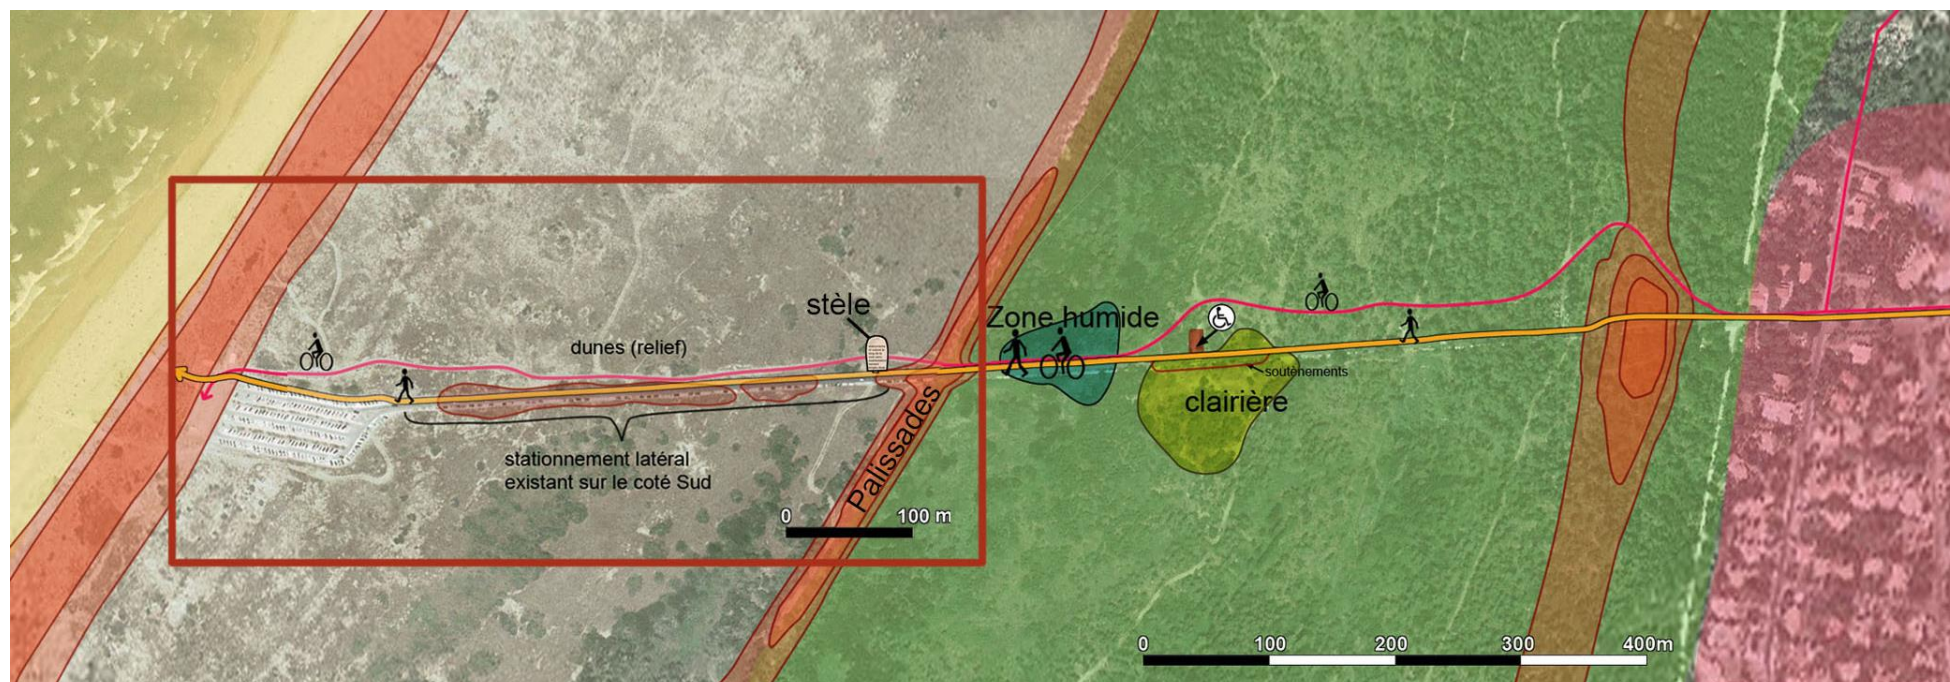 stèle
Zone humide
dunes (relief)
soutènements
clairière
Palissades
stationnement latéral
existant sur le coté Sud
0 100 m
0 100 200 300 400m